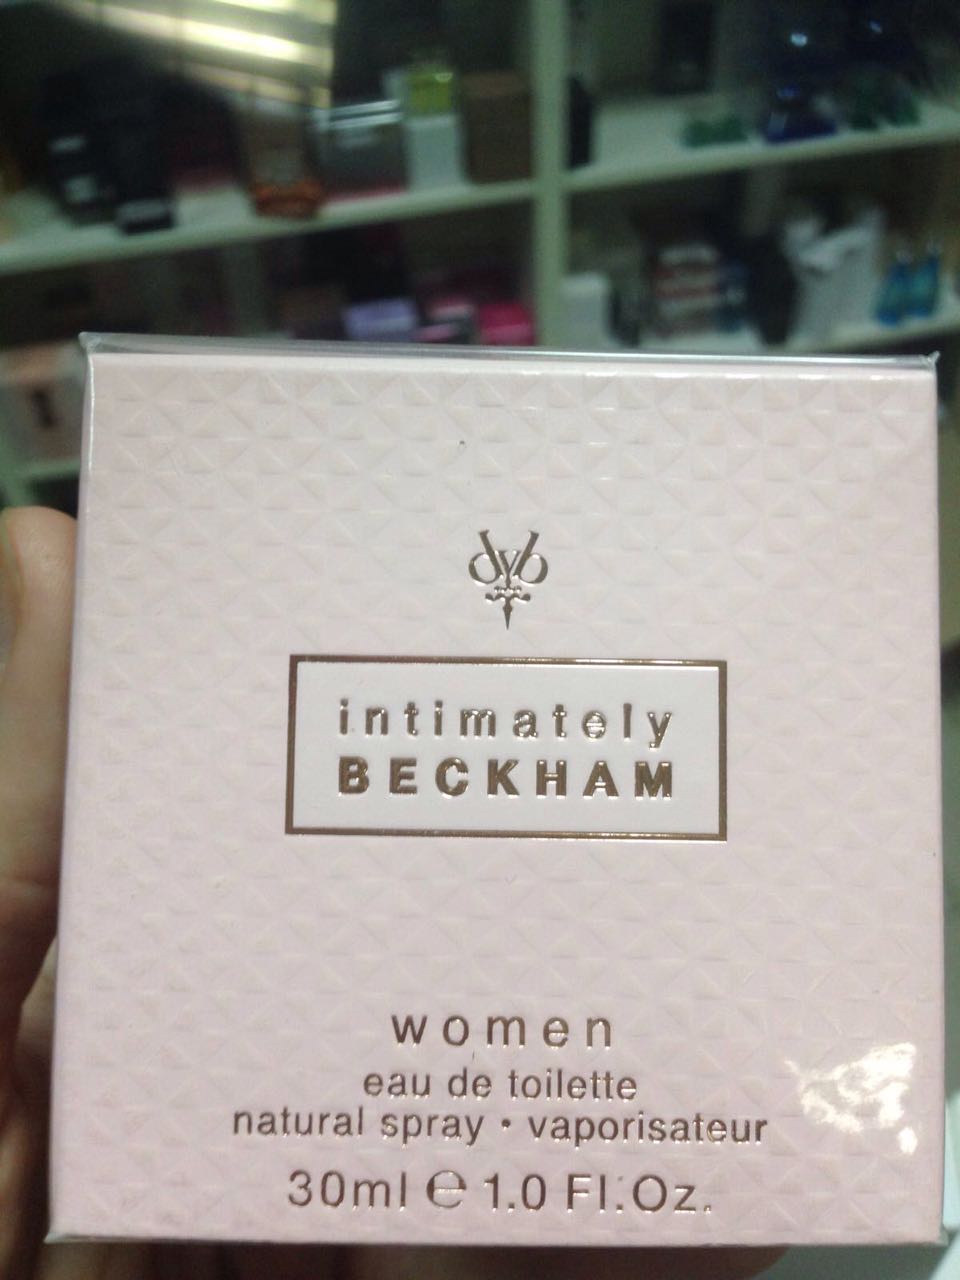 dVb
intimately
BECKHAM
women
eau de toilette
natural spray • vaporisateur
30ml ℮ 1.0 Fl.Oz.